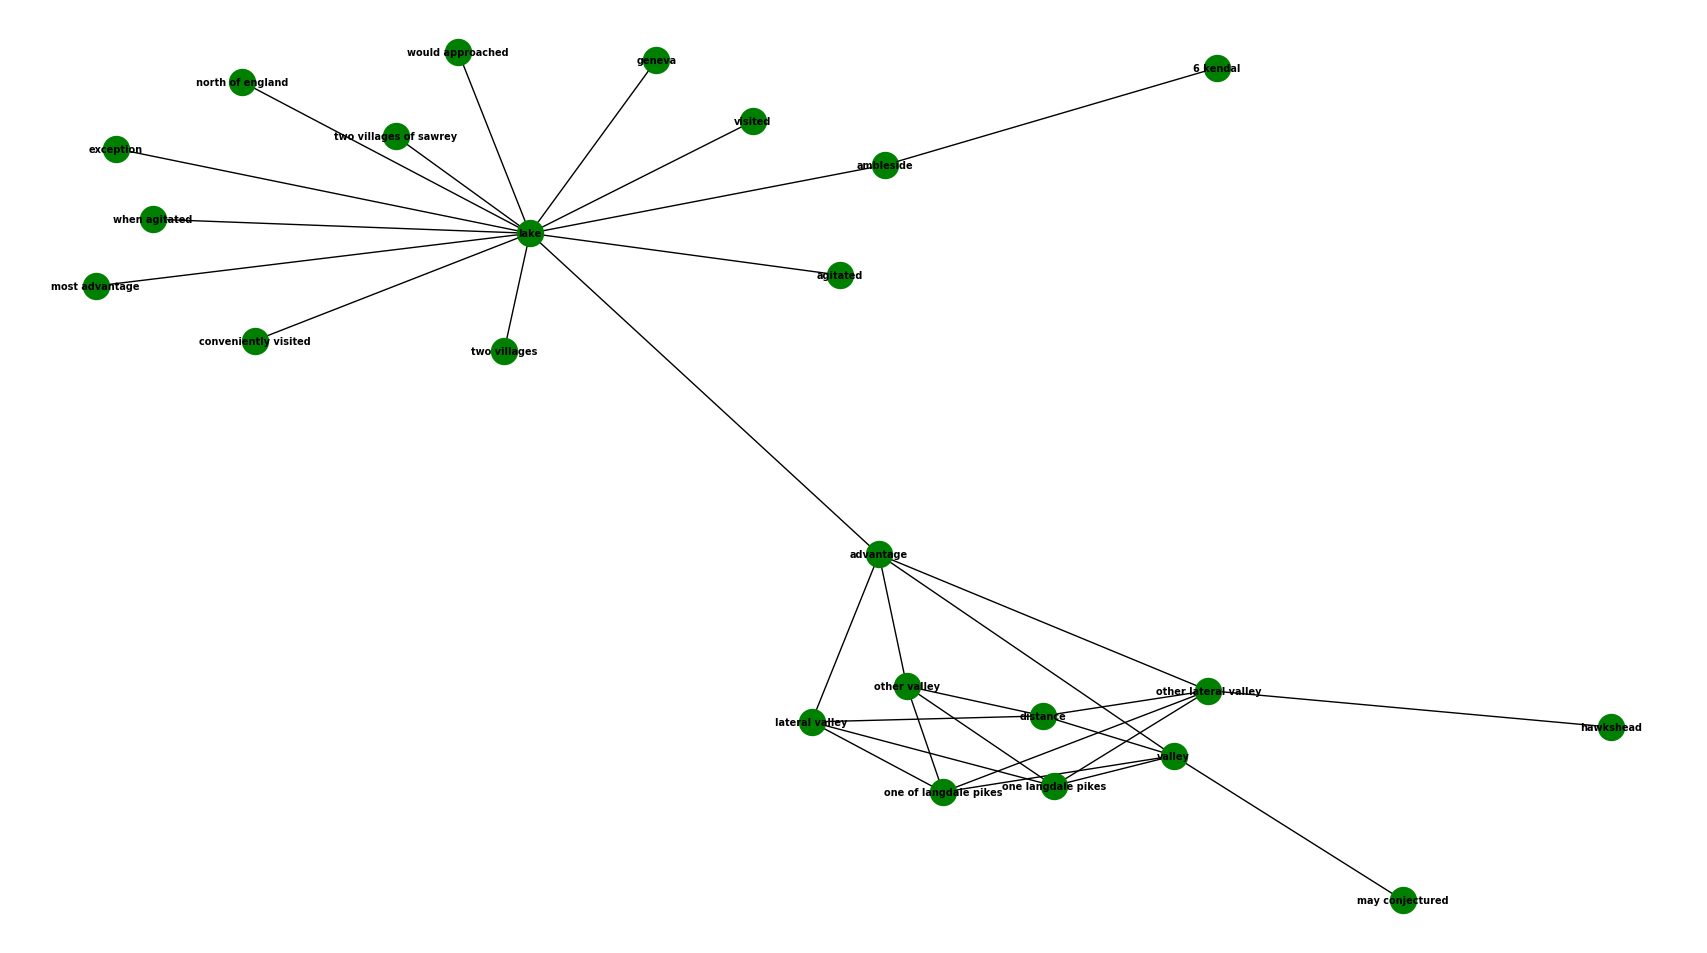 would approached
geneva
6 kendal
north of england
visited
two villages of sawrey
exception
ambleside
when agitated
lake
agitated
most advantage
conveniently visited
two villages
advantage
other valley
other lateral valley
distance
lateral valley
hawkshead
valley
one langdale pikes
one of langdale pikes
may conjectured